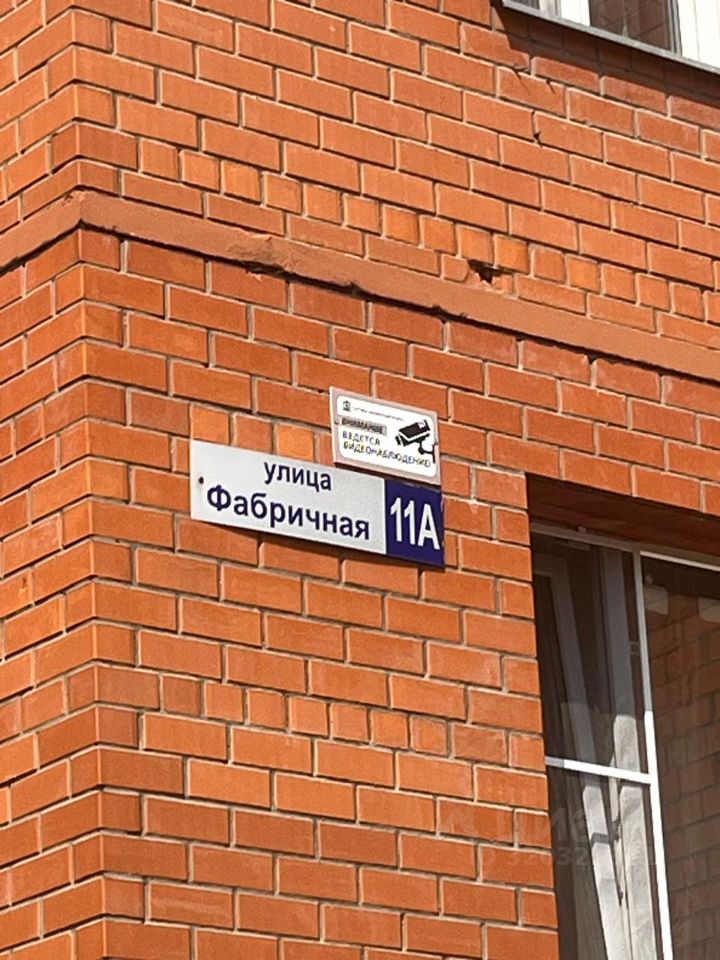 ВНИМАНИЕ
ВЕДЕТСЯ
ВИДЕОНАБЛЮДЕНИЕ
улица
Фабричная
11А